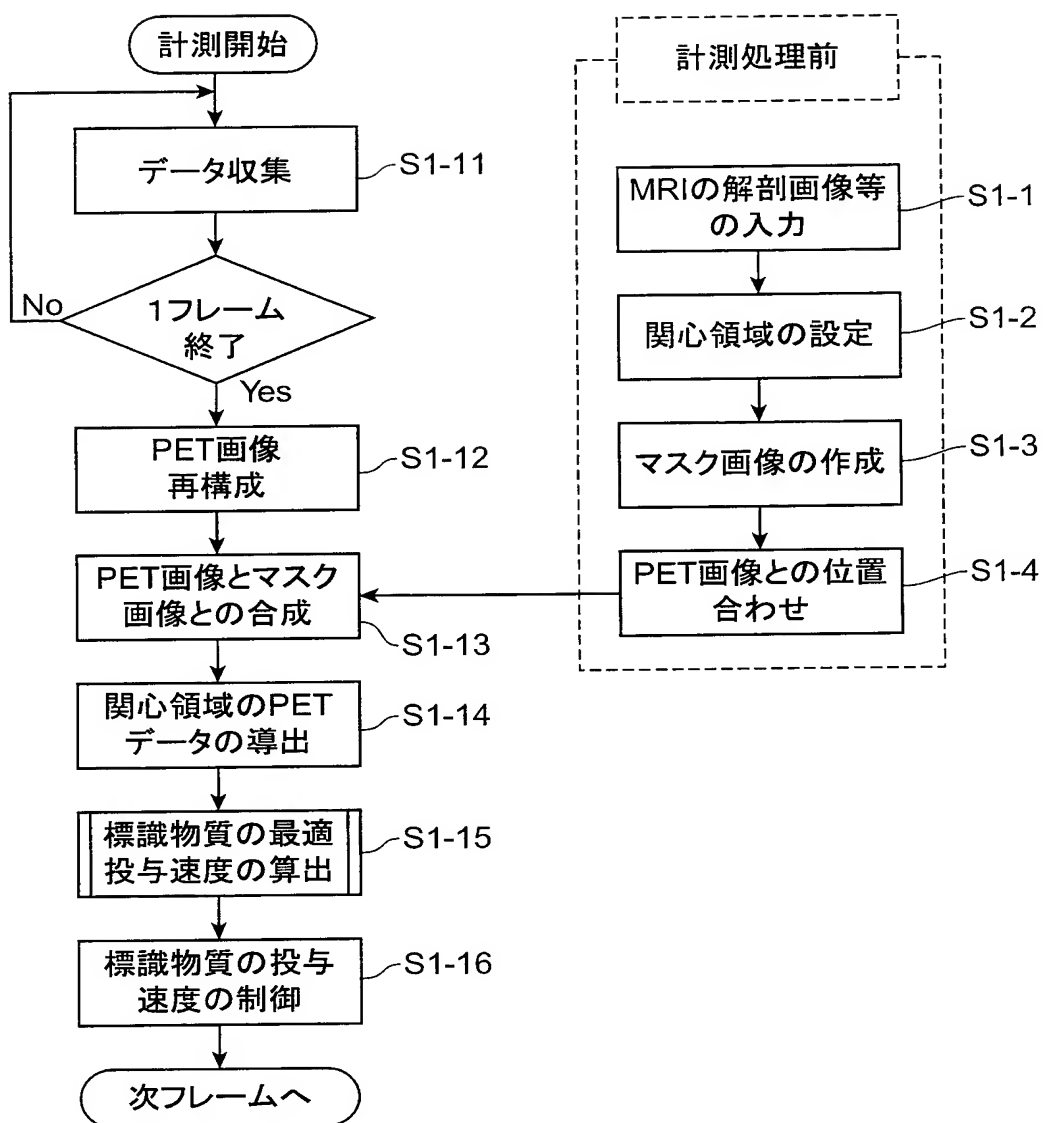 計測開始
データ収集
S1-11
1フレーム
終了
No
Yes
PET画像
再構成
S1-12
PET画像とマスク
画像との合成
S1-13
関心領域のPET
データの導出
S1-14
標識物質の最適
投与速度の算出
S1-15
標識物質の投与
速度の制御
S1-16
次フレームへ
計測処理前
MRIの解剖画像等
の入力
S1-1
関心領域の設定
S1-2
マスク画像の作成
S1-3
PET画像との位置
合わせ
S1-4